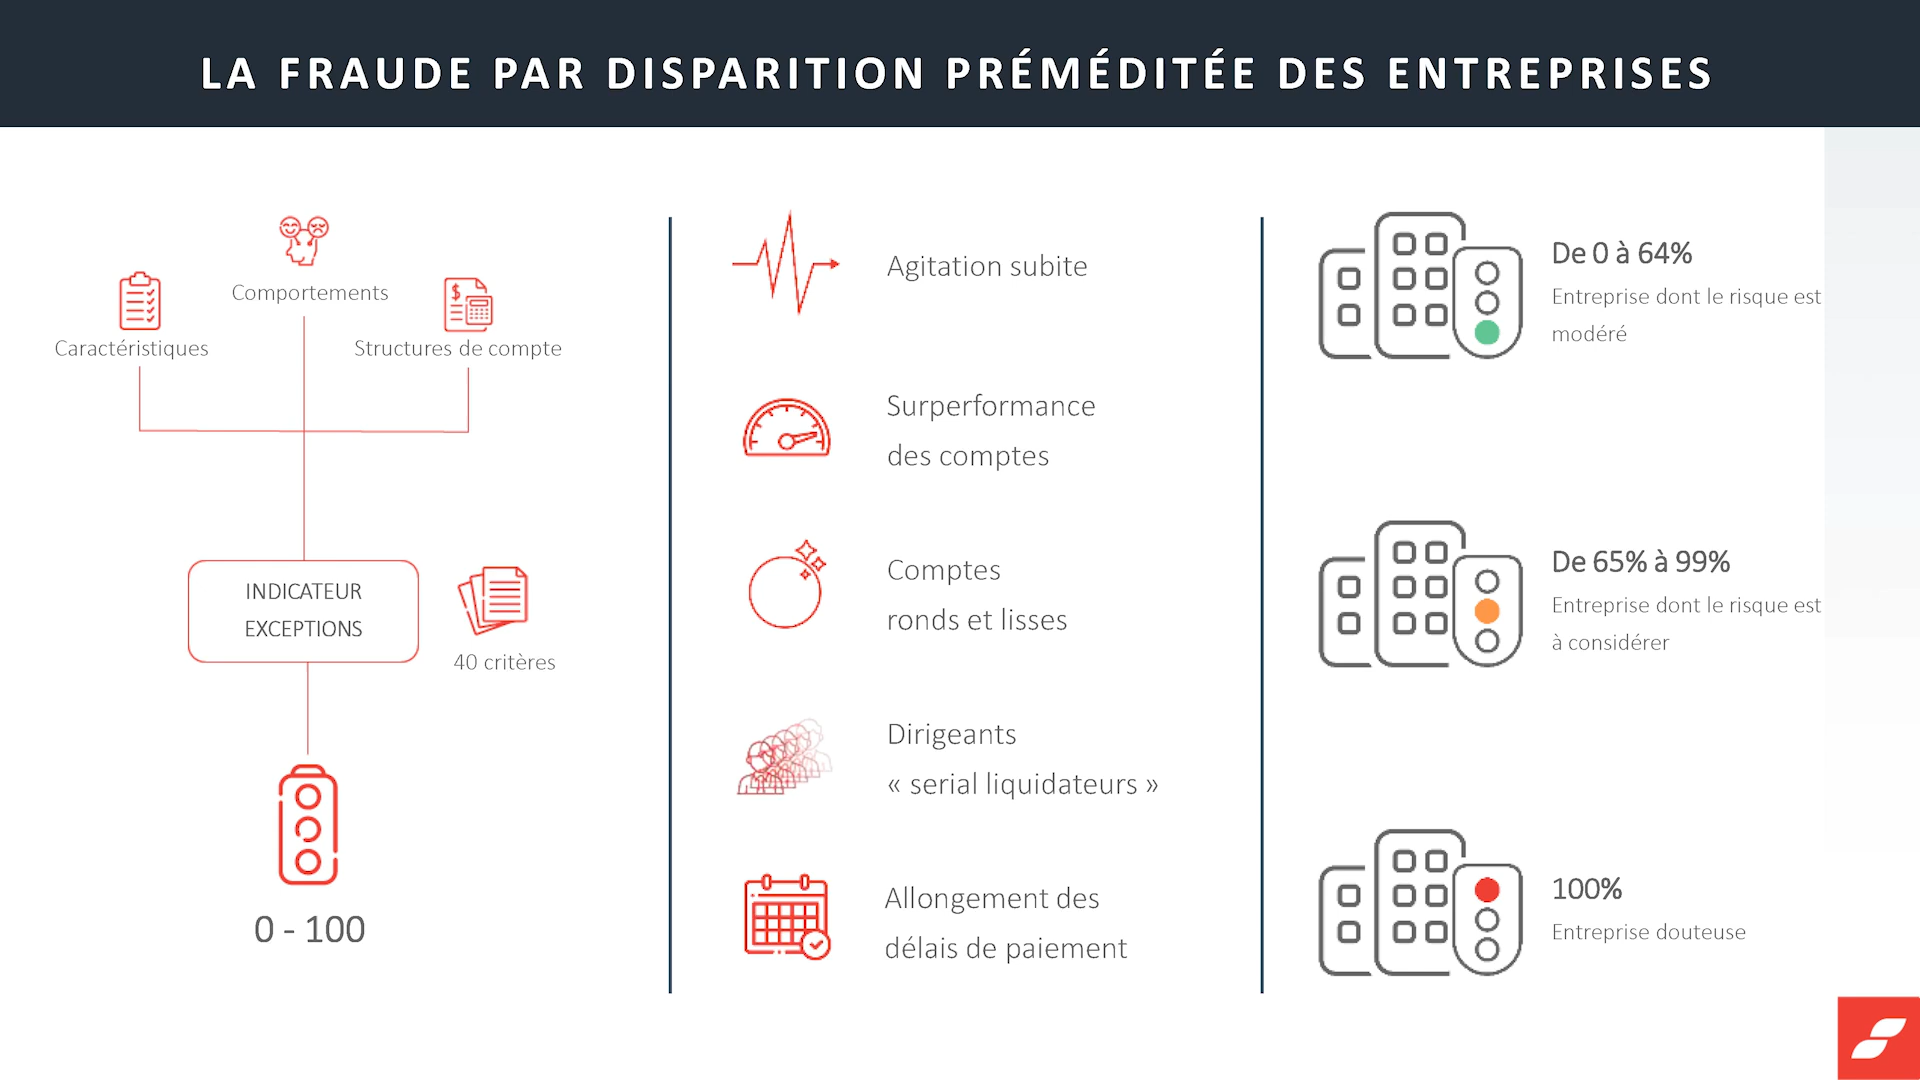 LA FRAUDE PAR DISPARITION PRÉMÉDITÉE DES ENTREPRISES
Comportements
Caractéristiques
Structures de compte
INDICATEUR
EXCEPTIONS
40 critères
0 - 100
Agitation subite
Surperformance
des comptes
Comptes
ronds et lisses
Dirigeants
« serial liquidateurs »
Allongement des
délais de paiement
De 0 à 64%
Entreprise dont le risque est
modéré
De 65% à 99%
Entreprise dont le risque est
à considérer
100%
Entreprise douteuse